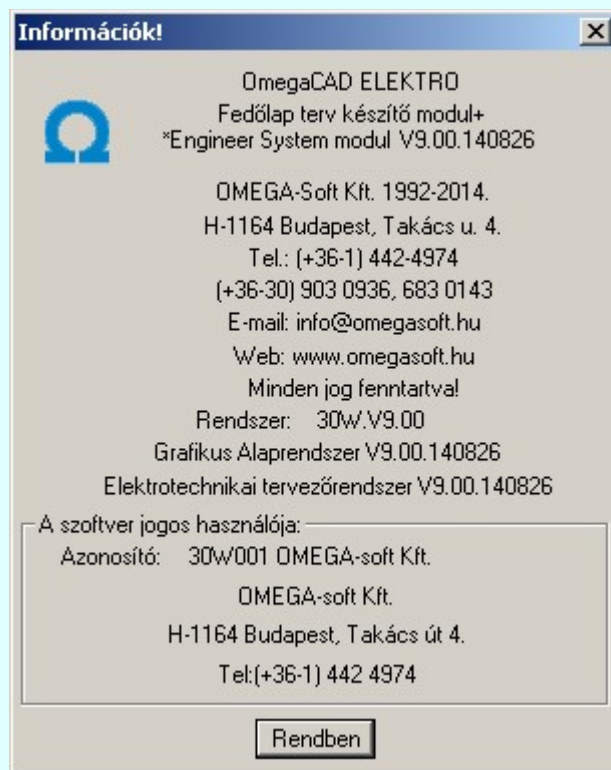 Információk!
OmegaCAD ELEKTRO
Fedőlap terv készítő modul+
*Engineer System modul V9.00.140826
OMEGA-Soft Kft. 1992-2014.
H-1164 Budapest, Takács u. 4.
Tel.: (+36-1) 442-4974
(+36-30) 903 0936, 683 0143
E-mail: info@omegasoft.hu
Web: www.omegasoft.hu
Minden jog fenntartva!
Rendszer: 30W.V9.00
Grafikus Alaprendszer V9.00.140826
Elektrotechnikai tervezőrendszer V9.00.140826
A szoftver jogos használója:
Azonosító: 30W001 OMEGA-soft Kft.
OMEGA-soft Kft.
H-1164 Budapest, Takács út 4.
Tel:(+36-1) 442 4974
Rendben